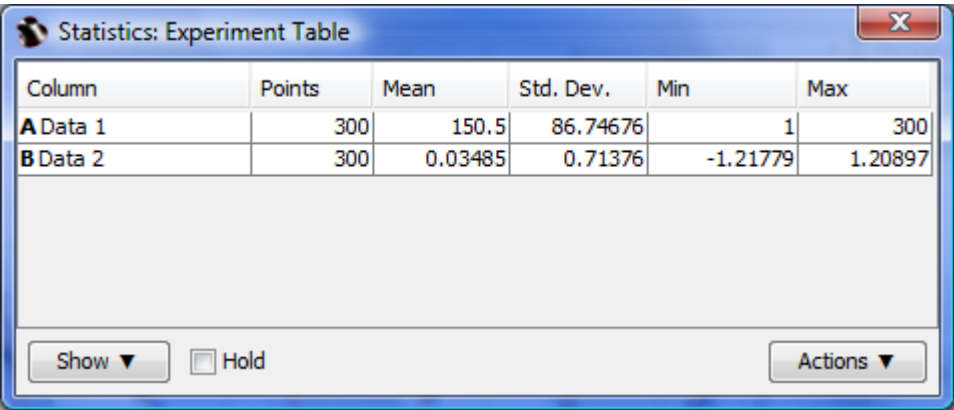 Statistics: Experiment Table
Column Points Mean Std. Dev. Min Max
A Data 1 300 150.5 86.74676 1 300
B Data 2 300 0.03485 0.71376 -1.21779 1.20897
Show ▼ Hold Actions ▼